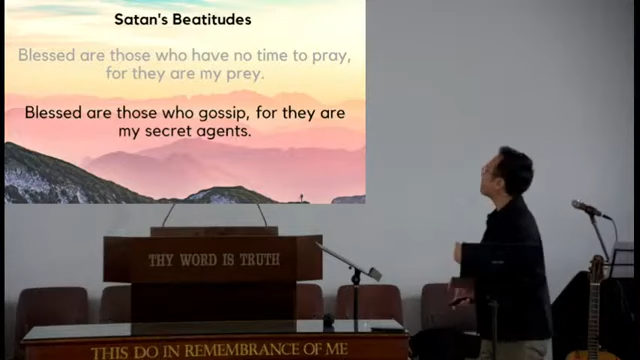 Satan's Beatitudes
Blessed are those who have no time to pray,
for they are my prey.
Blessed are those who gossip, for they are
my secret agents.
THY WORD IS TRUTH
THIS DO IN REMEMBRANCE OF ME